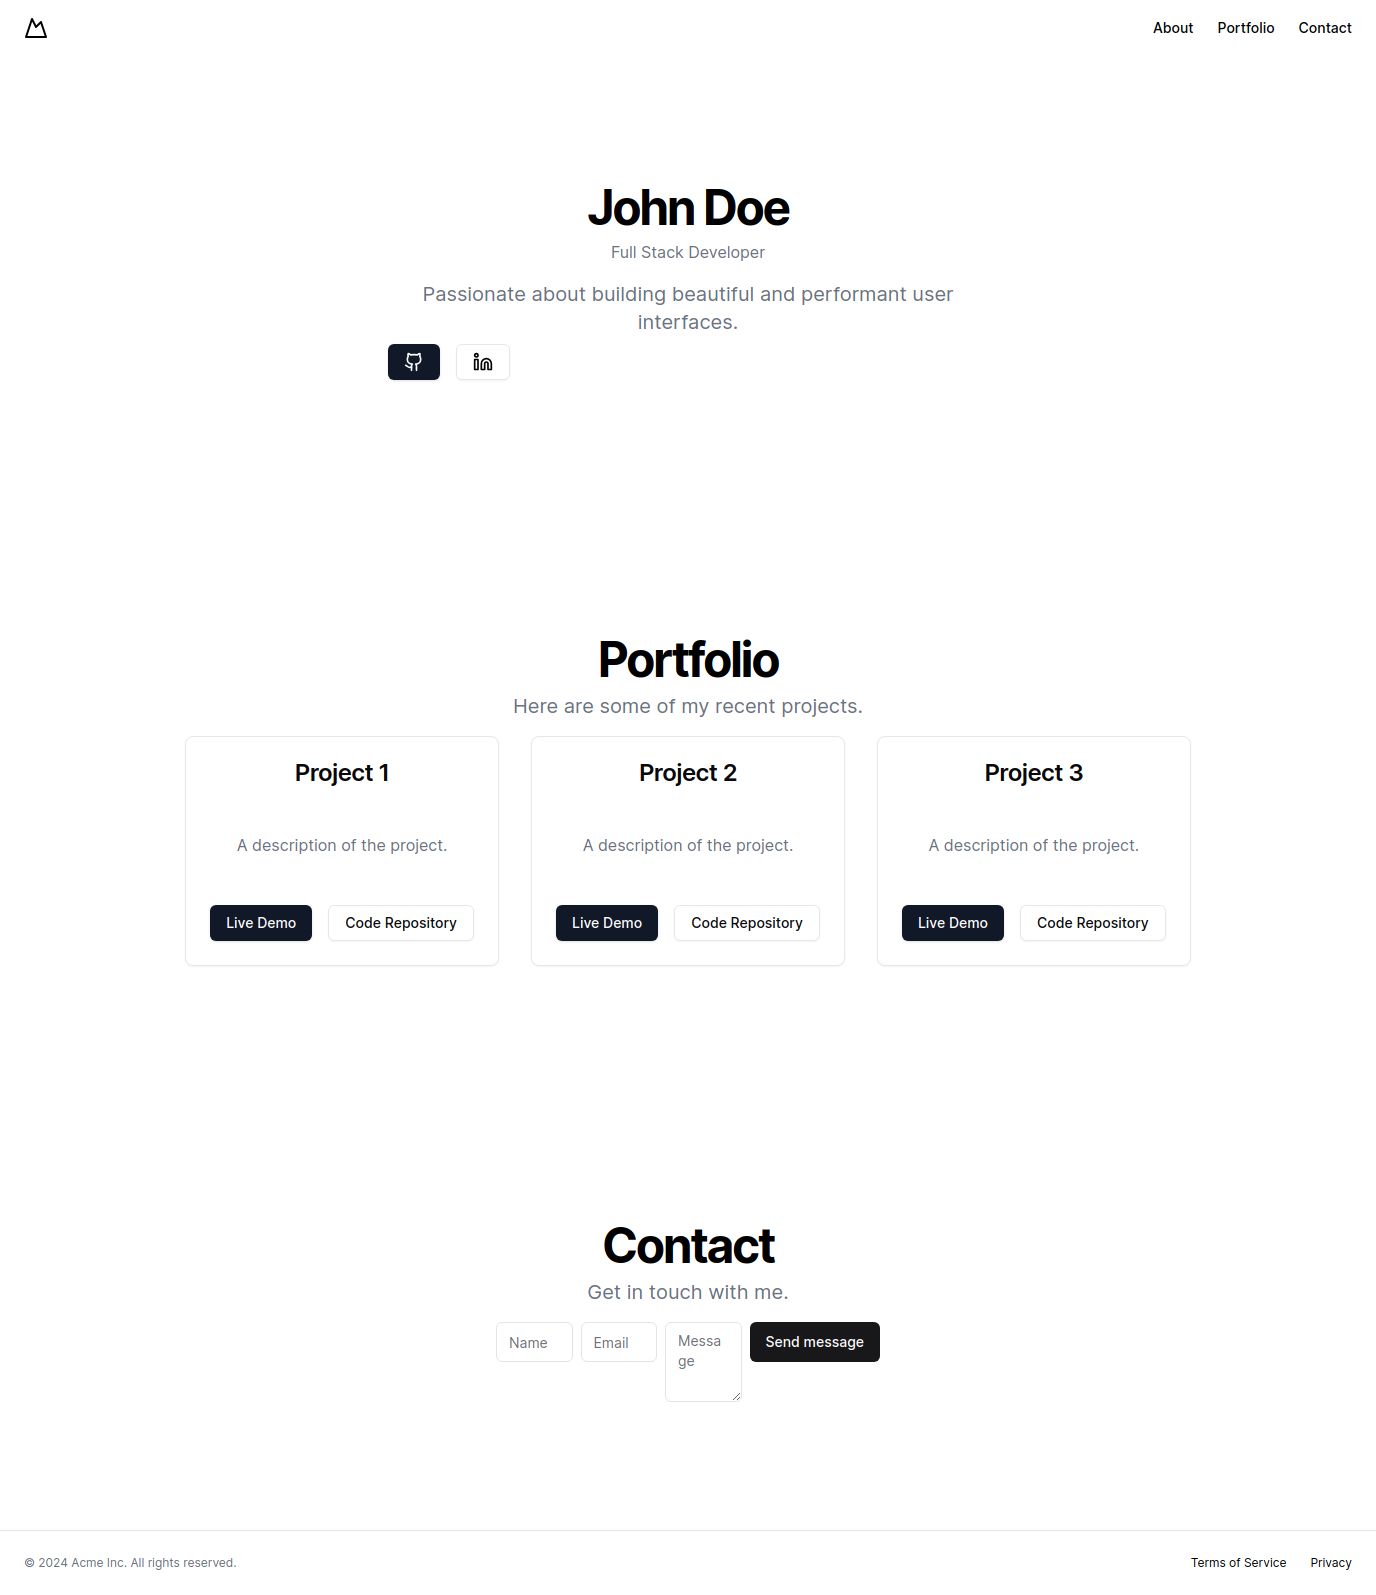 About Portfolio Contact
John Doe
Full Stack Developer
Passionate about building beautiful and performant user
interfaces.
Portfolio
Here are some of my recent projects.
Project 1
A description of the project.
Live Demo Code Repository
Project 2
A description of the project.
Live Demo Code Repository
Project 3
A description of the project.
Live Demo Code Repository
Contact
Get in touch with me.
Name
Email
Messa
ge
Send message
© 2024 Acme Inc. All rights reserved.
Terms of Service Privacy